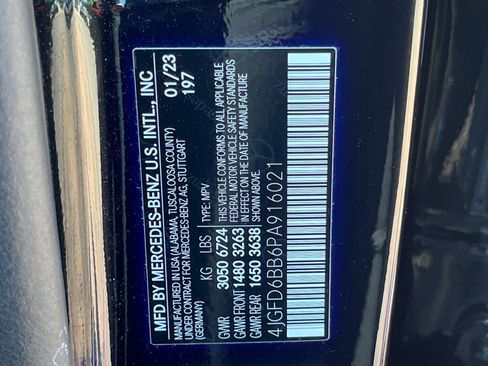 MFD BY MERCEDES-BENZ U.S. INTL., INC
MANUFACTURED IN USA (ALABAMA, TUSCALOOSA COUNTY)
UNDER CONTRACT FOR MERCEDES-BENZ AG, STUTTGART
(GERMANY)
01/23
197
KG LBS TYPE: MPV
GVWR 3050 6724
GAWR FRONT 1480 3263
GAWR REAR 1650 3638
THIS VEHICLE CONFORMS TO ALL APPLICABLE
FEDERAL MOTOR VEHICLE SAFETY STANDARDS
IN EFFECT ON THE DATE OF MANUFACTURE
4JGFD6BB6PA916021